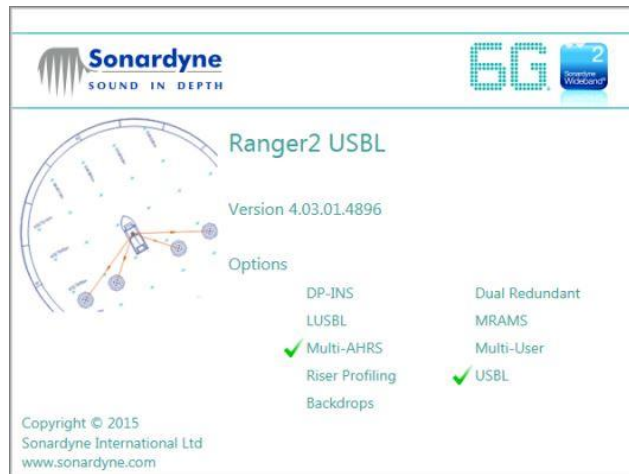 Sonardyne
SOUND IN DEPTH
6G
2
Sonardyne
Wideband®
Ranger2 USBL
Version 4.03.01.4896
Options
DP-INS
Dual Redundant
LUSBL
MRAMS
Multi-AHRS
Multi-User
Riser Profiling
USBL
Backdrops
Copyright © 2015
Sonardyne International Ltd
www.sonardyne.com